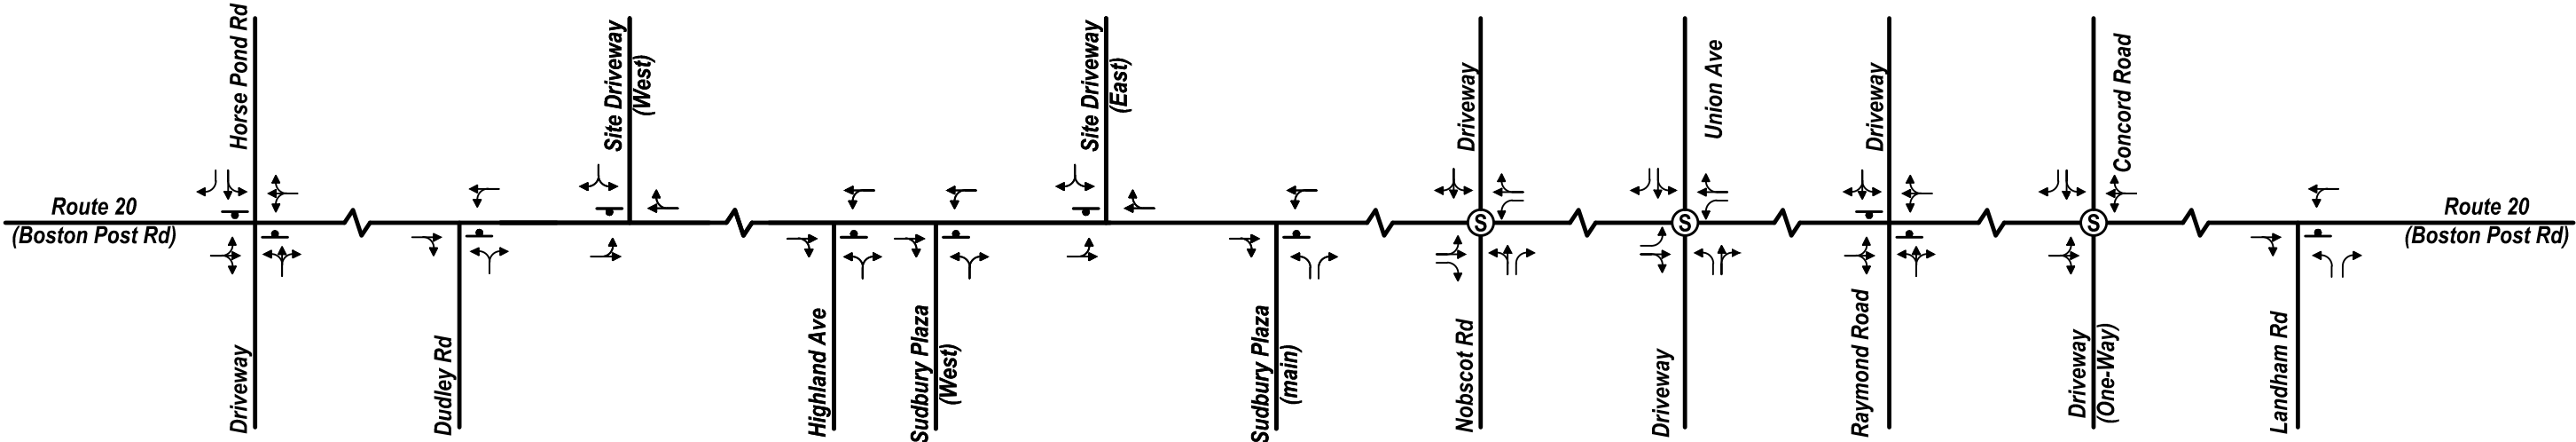 Route 20
(Boston Post Rd)
Horse Pond Rd
Driveway
Dudley Rd
Site Driveway
(West)
Highland Ave
Sudbury Plaza
(West)
Site Driveway
(East)
Sudbury Plaza
(main)
Driveway
S
Nobscot Rd
Union Ave
S
Driveway
Driveway
Raymond Road
Concord Road
S
Driveway
(One-Way)
Landham Rd
Route 20
(Boston Post Rd)